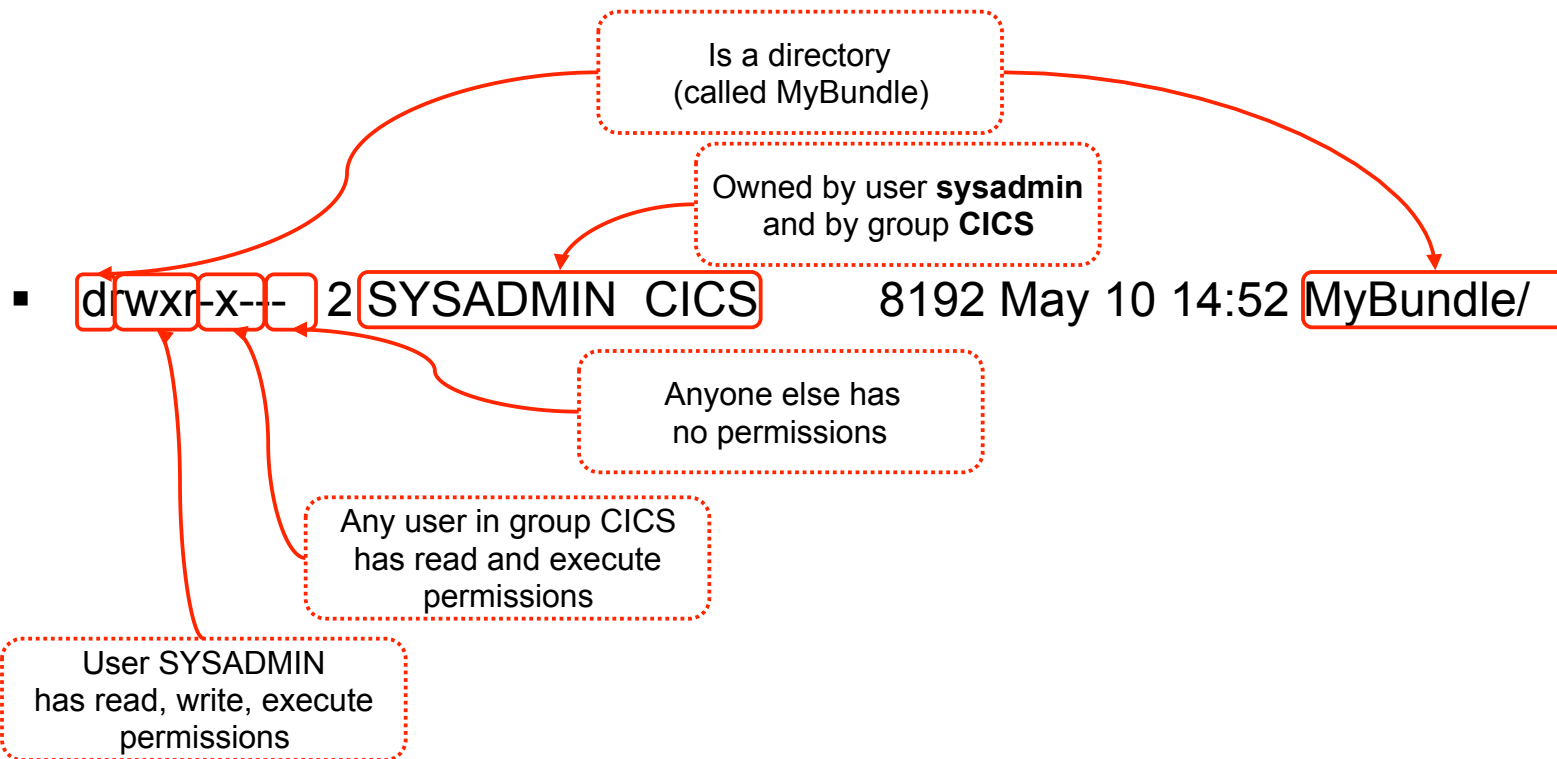 Is a directory
(called MyBundle)
Owned by user sysadmin
and by group CICS
▪ drwxr-x--- 2 SYSADMIN CICS 8192 May 10 14:52 MyBundle/
Anyone else has
no permissions
Any user in group CICS
has read and execute
permissions
User SYSADMIN
has read, write, execute
permissions